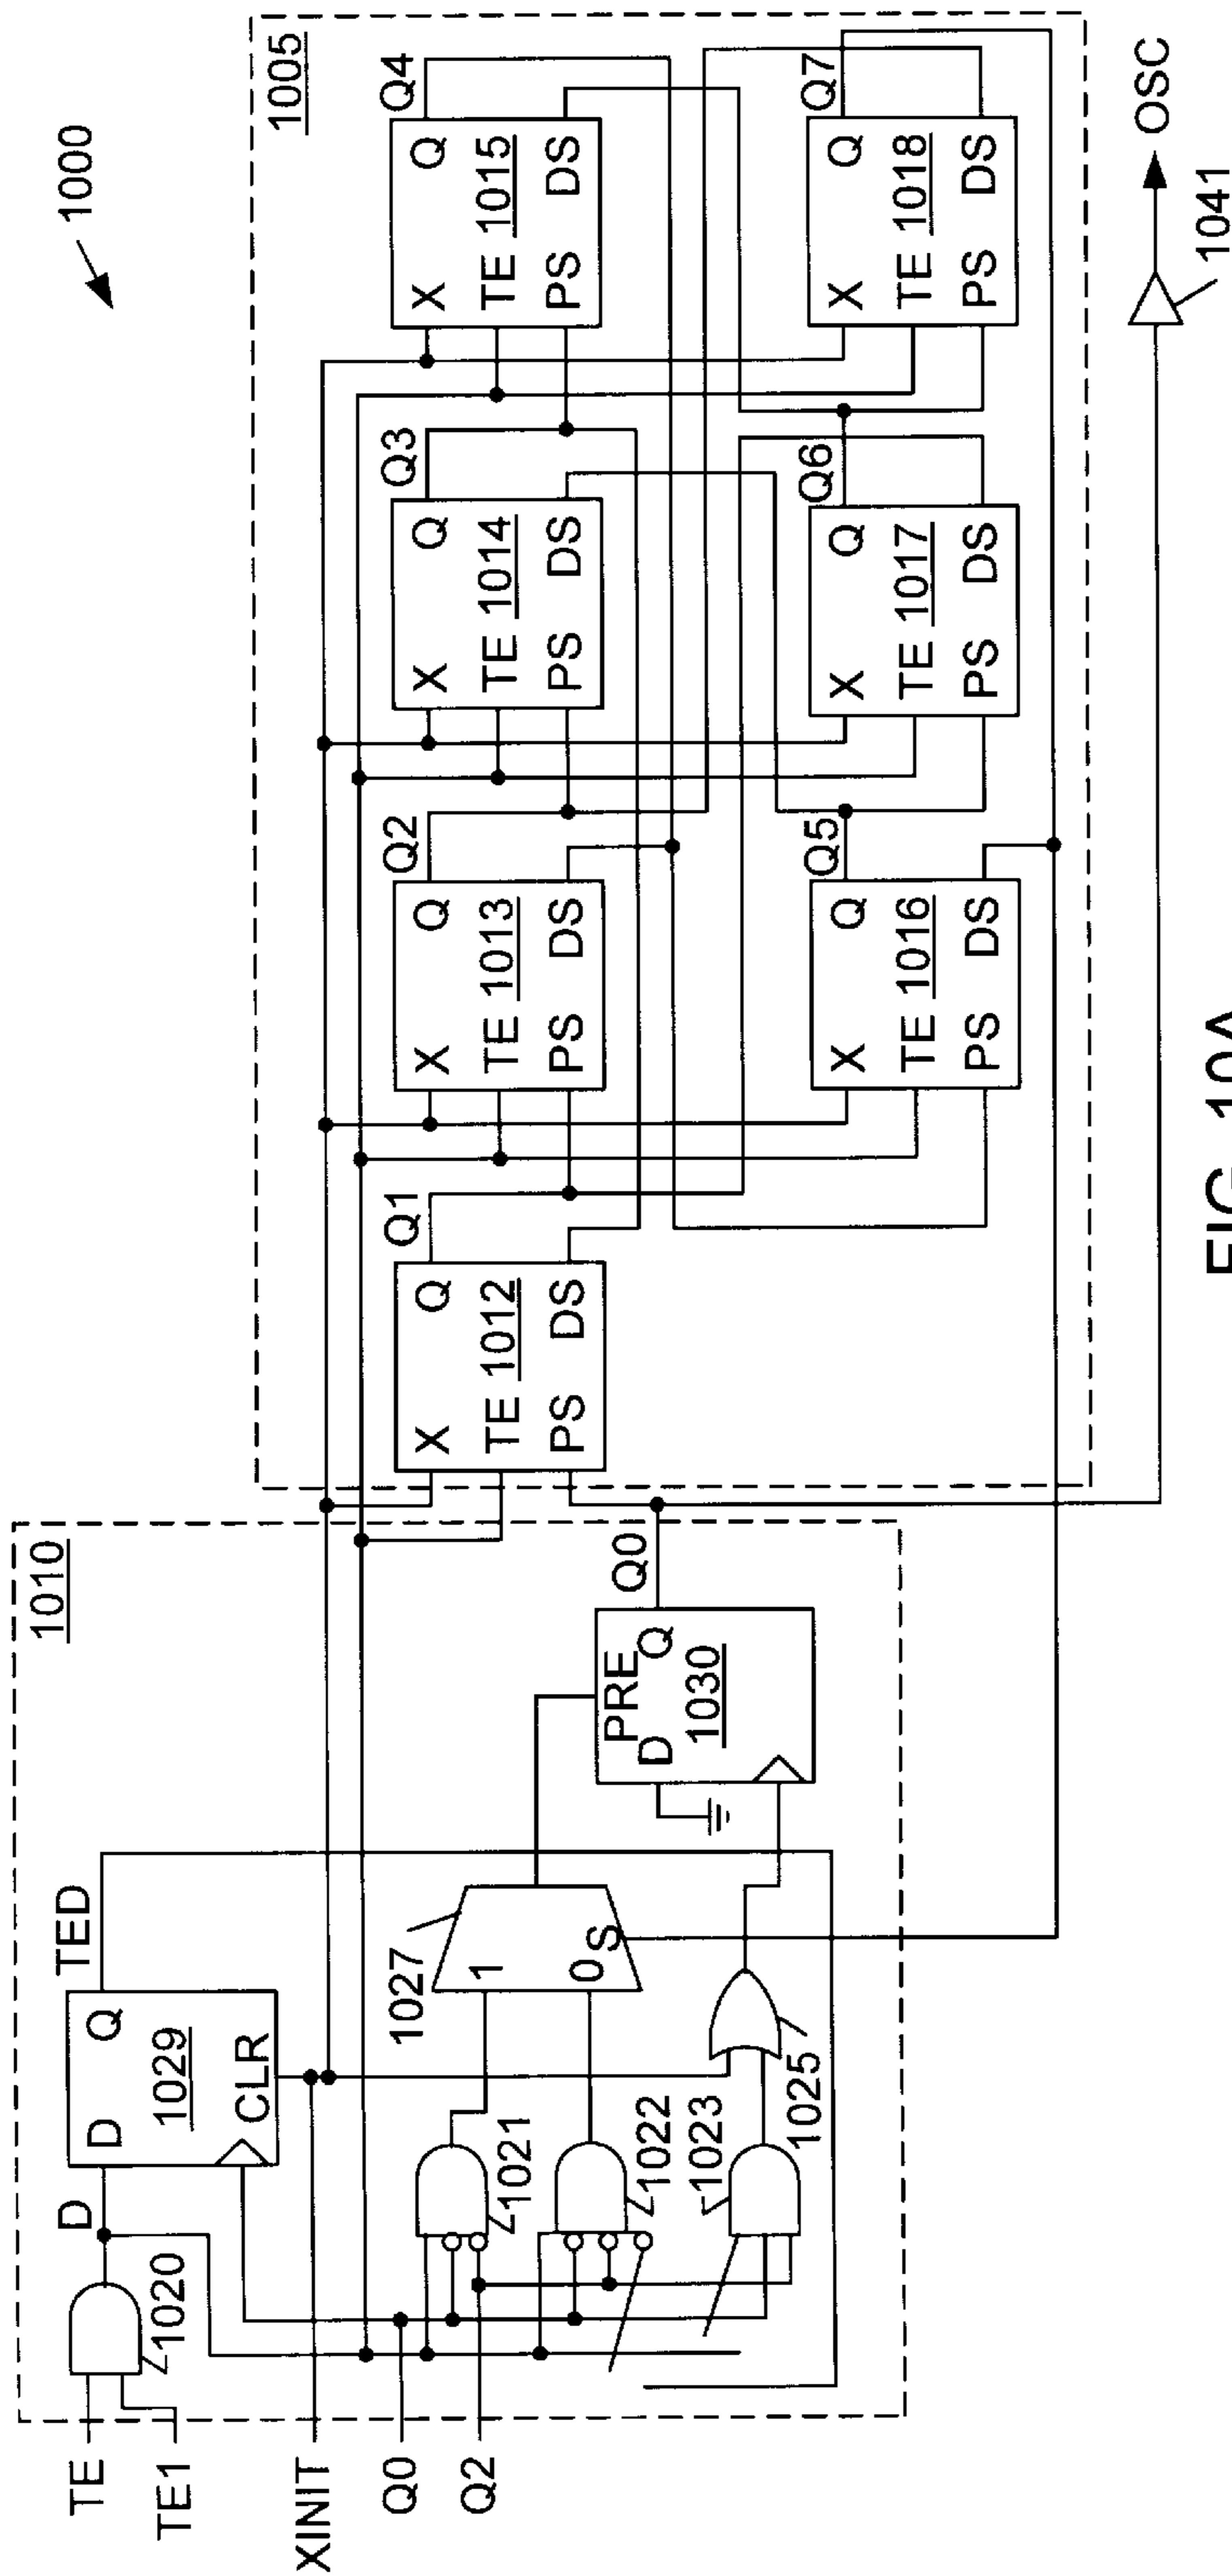 1000
1005
Q4
X Q
TE 1015
PS DS
Q3
X Q
TE 1014
PS DS
Q2
X Q
TE 1013
PS DS
Q1
X Q
TE 1012
PS DS
Q7
X Q
TE 1018
PS DS
Q6
X Q
TE 1017
PS DS
Q5
X Q
TE 1016
PS DS
OSC
1041
1010
TE
TE1
XINIT
Q0
Q2
1020
D
D Q
1029
CLR
TED
1021
1022
1023
1025
1027
1
0
S
PRE
D Q
1030
Q0
FIG. 10A